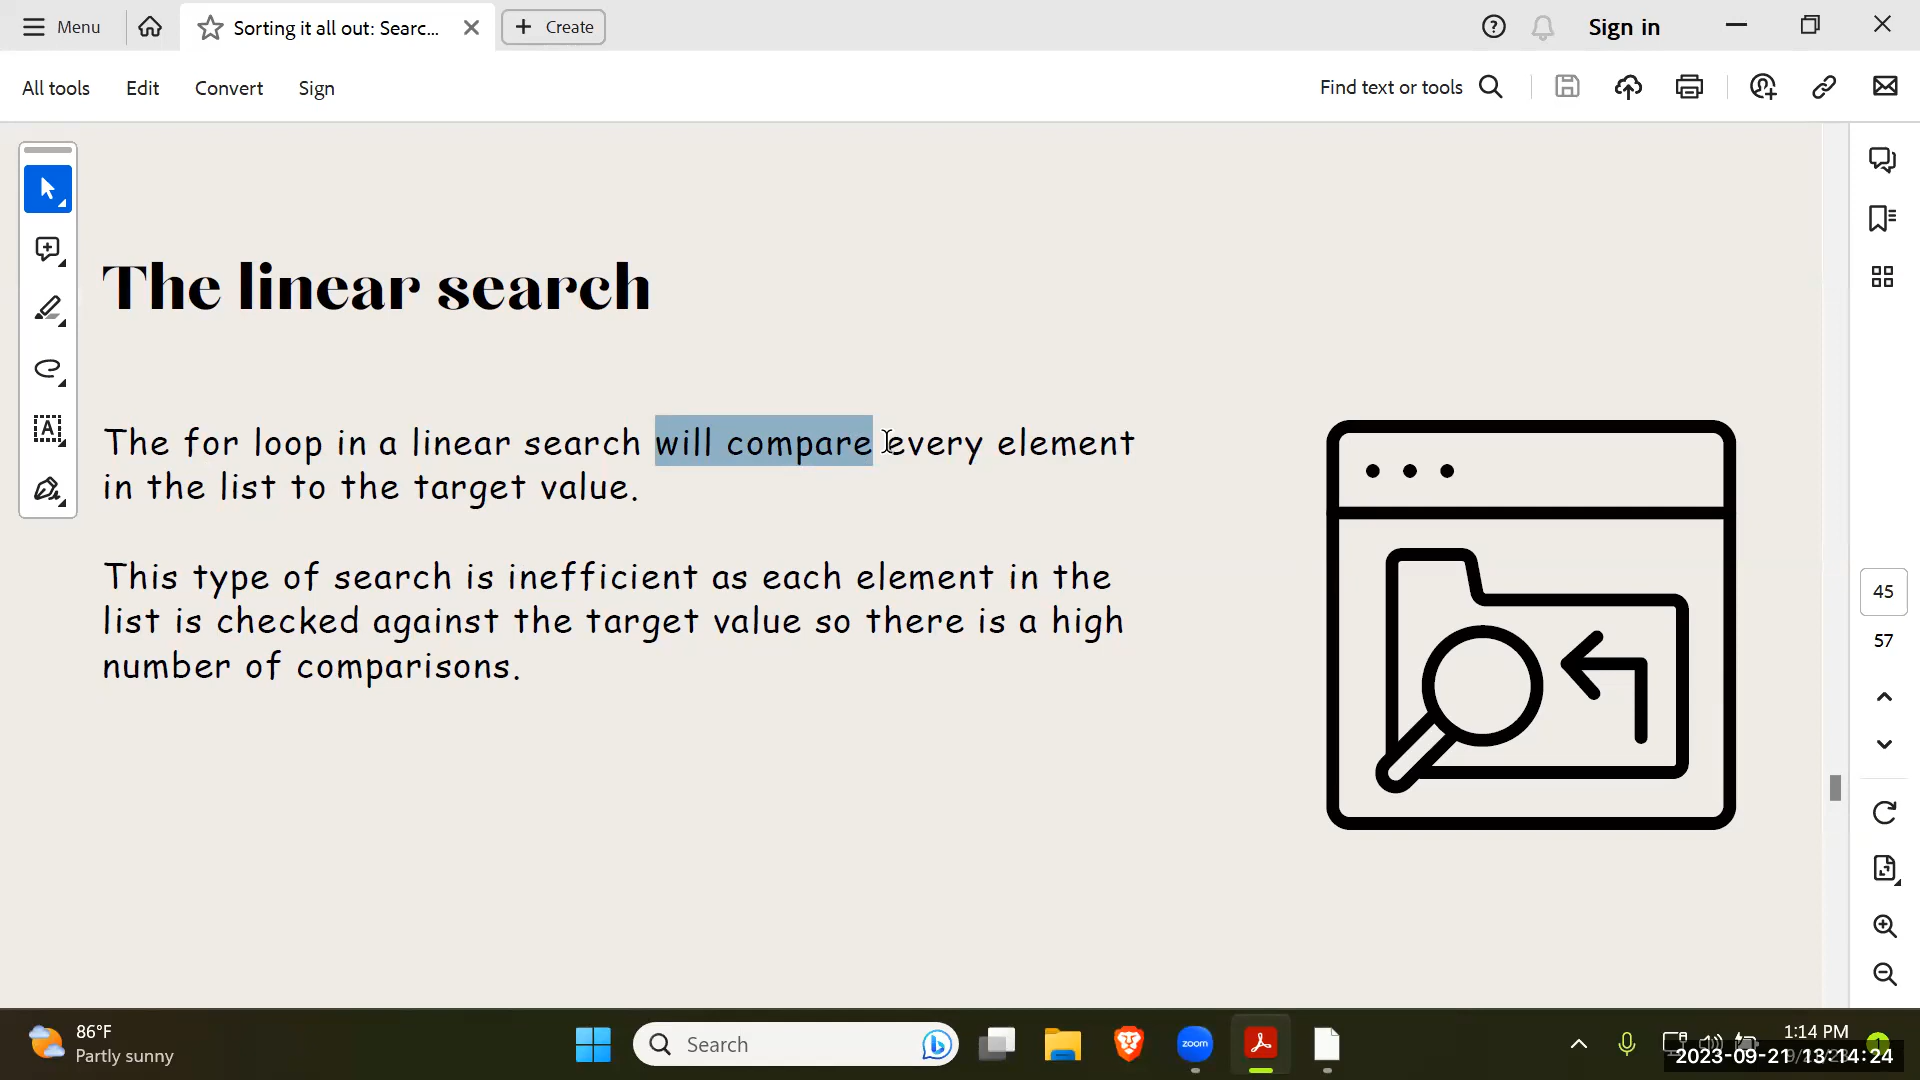 Menu
Sorting it all out: Searc...
Create
Sign in
All tools
Edit
Convert
Sign
Find text or tools
The linear search
The for loop in a linear search will compare every element
in the list to the target value.
This type of search is inefficient as each element in the
list is checked against the target value so there is a high
number of comparisons.
45
57
86°F
Partly sunny
Search
zoom
1:14 PM
2023-09-21 13:14:24